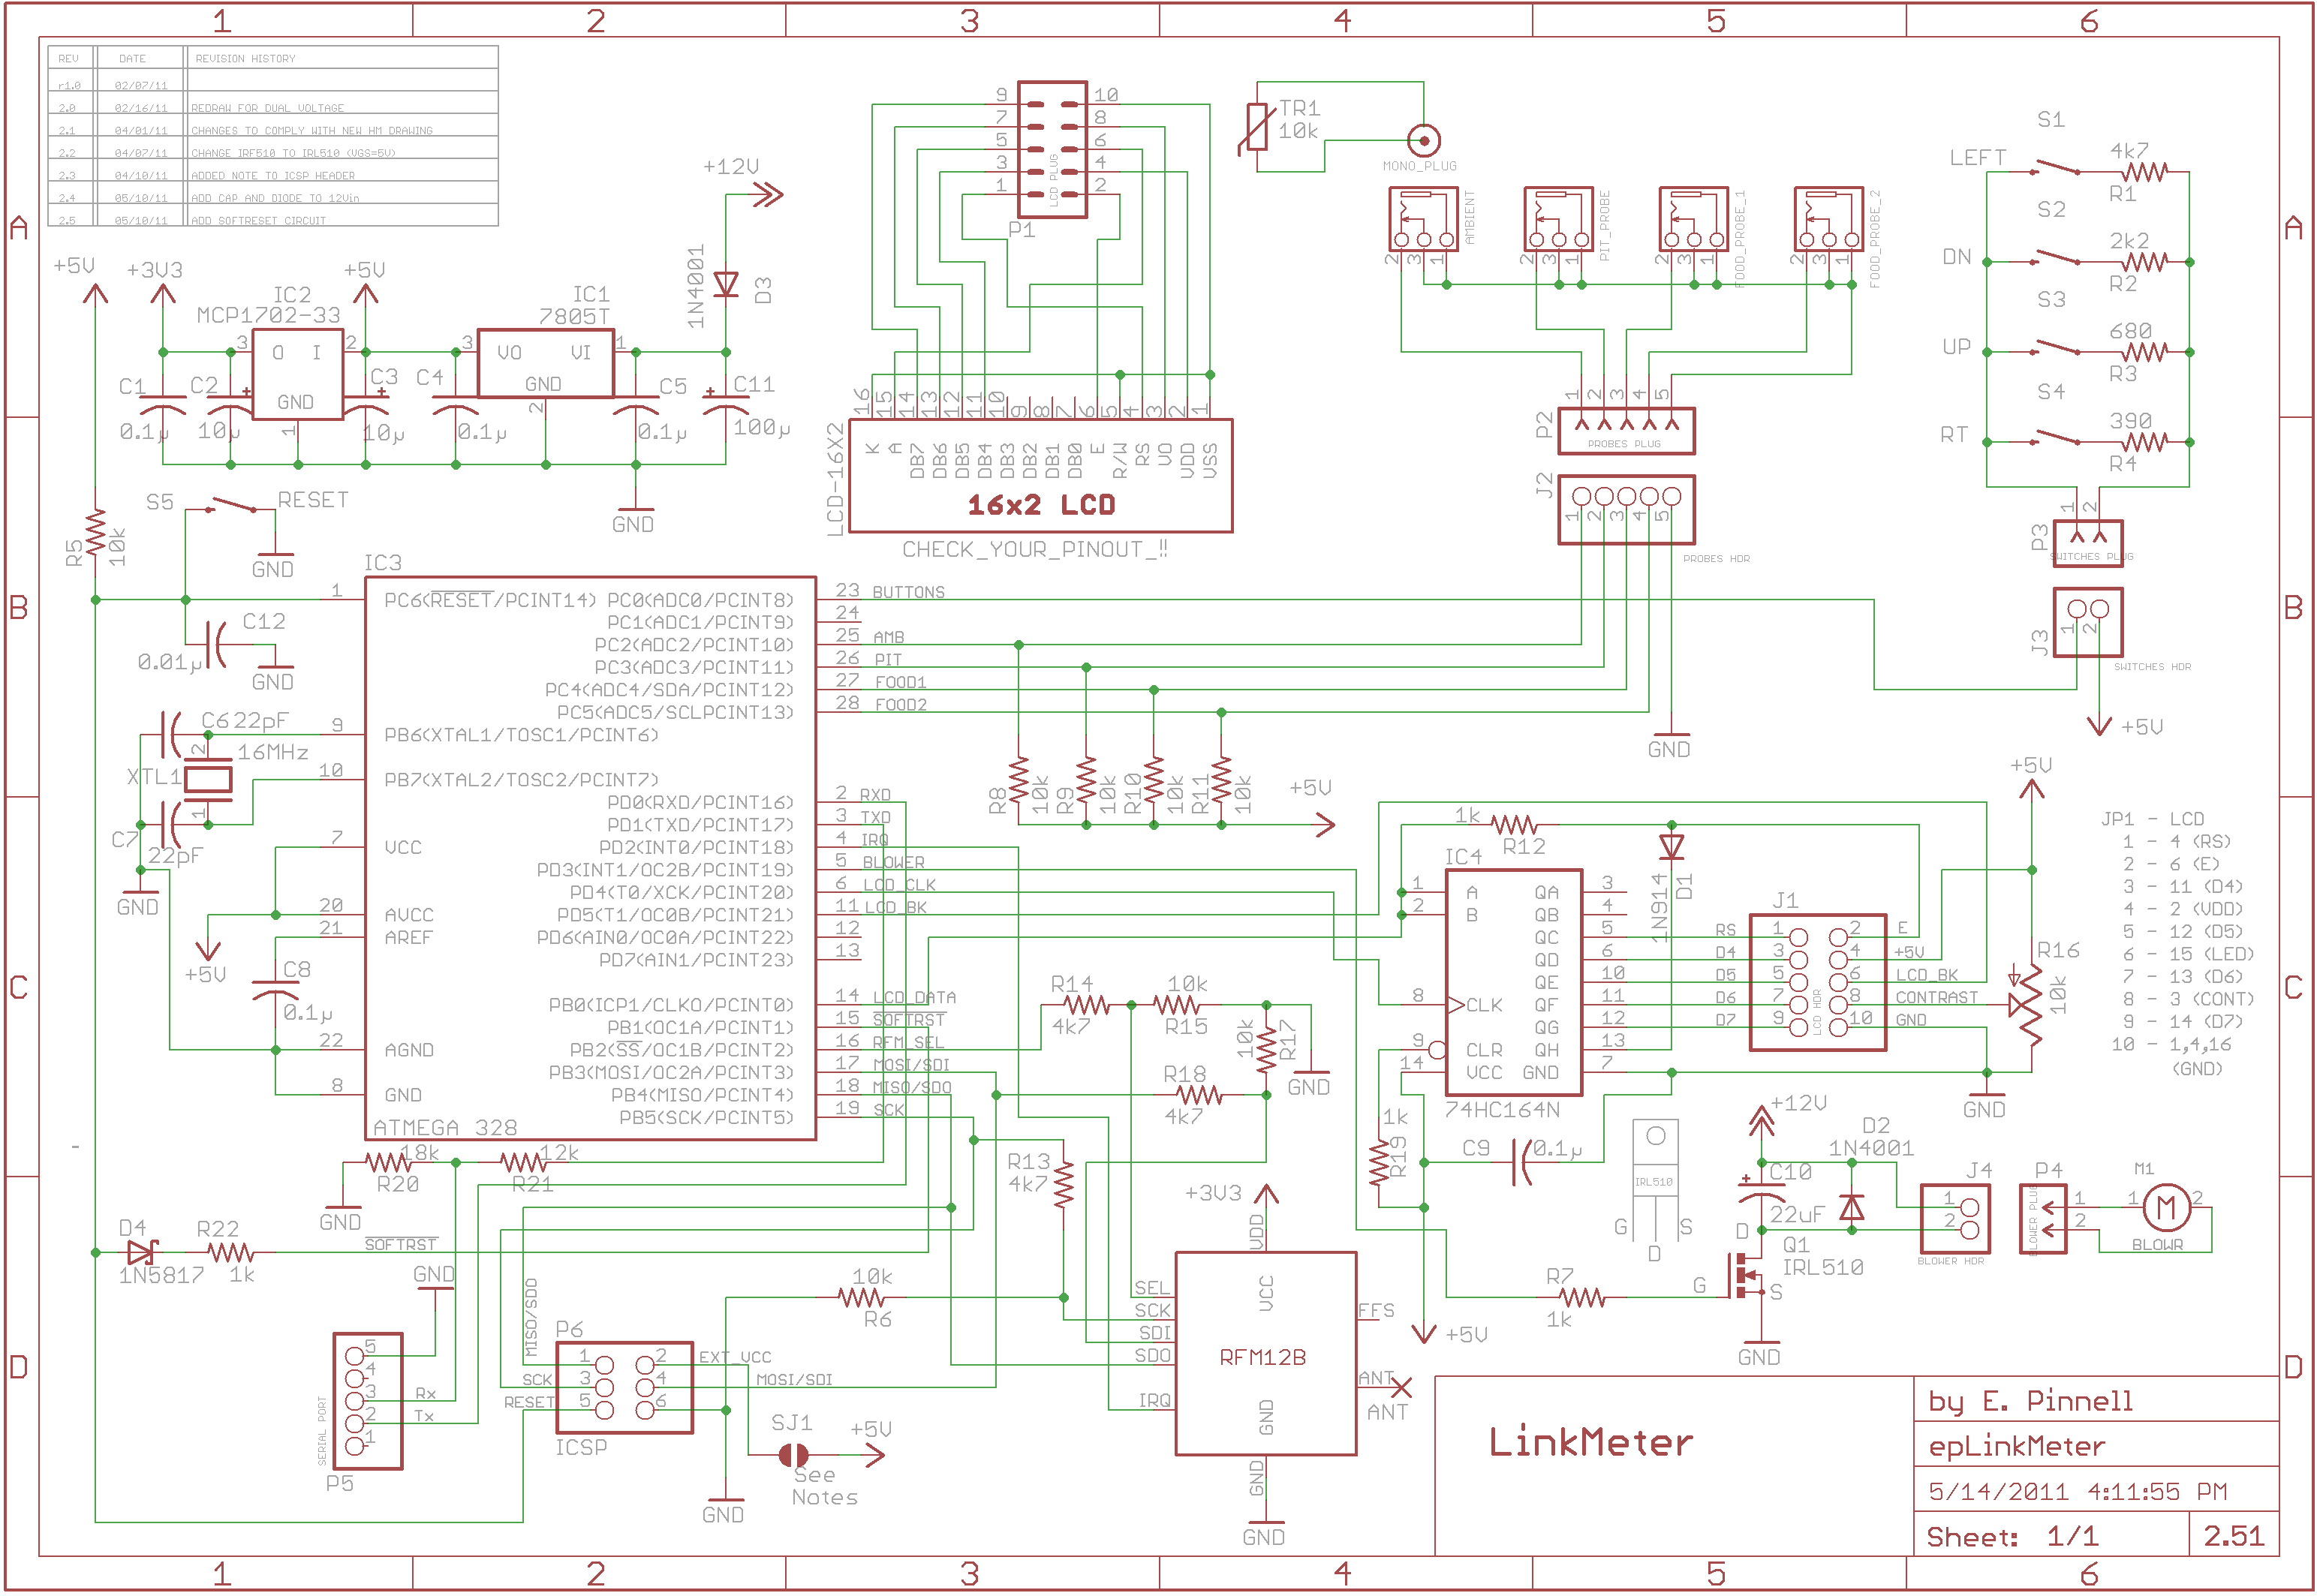 1 2 3 4 5 6
A
B
C
D
REV DATE REVISION HISTORY
r1.0 02/07/11
2.0 02/16/11 REDRAW FOR DUAL VOLTAGE
2.1 04/01/11 CHANGES TO COMPLY WITH NEW HM DRAWING
2.2 04/07/11 CHANGE IRF510 TO IRL510 (VGS=5V)
2.3 04/10/11 ADDED NOTE TO ICSP HEADER
2.4 05/10/11 ADD CAP AND DIODE TO 12Vin
2.5 05/10/11 ADD SOFTRESET CIRCUIT
+5V
+3V3
+5V
+12V
1N4001
D3
IC2
MCP1702-33
3 O I 2
GND
1
IC1
7805T
3 VO VI 1
GND
2
C1
0.1µ
C2
10µ
C3
10µ
C4
0.1µ
C5
0.1µ
C11
100µ
GND
S5 RESET
GND
R5
10k
C12
0.01µ
GND
C6 22pF
2
16MHz
XTL1
1
C7
22pF
GND
+5V
C8
0.1µ
9 10
7 8
5 6
3 4
1 2
LCD PLUG
P1
16 15 14 13 12 11 10 9 8 7 6 5 4 3 2 1
K A DB7 DB6 DB5 DB4 DB3 DB2 DB1 DB0 E R/W RS VO VDD VSS
LCD-16X2
16x2 LCD
CHECK_YOUR_PINOUT_!!
TR1
10k
MONO_PLUG
AMBIENT
2 3 1
PIT_PROBE
2 3 1
FOOD_PROBE_1
2 3 1
FOOD_PROBE_2
2 3 1
P2
1 2 3 4 5
PROBES PLUG
J2
1 2 3 4 5
PROBES HDR
GND
S1
LEFT 4k7
R1
S2
DN 2k2
R2
S3
UP 680
R3
S4
RT 390
R4
P3
1 2
SWITCHES PLUG
J3
1 2
SWITCHES HDR
+5V
IC3
1 PC6(RESET/PCINT14)
9 PB6(XTAL1/TOSC1/PCINT6)
10 PB7(XTAL2/TOSC2/PCINT7)
7 VCC
20 AVCC
21 AREF
22 AGND
8 GND
PC0(ADC0/PCINT8) 23 BUTTONS
PC1(ADC1/PCINT9) 24
PC2(ADC2/PCINT10) 25 AMB
PC3(ADC3/PCINT11) 26 PIT
PC4(ADC4/SDA/PCINT12) 27 FOOD1
PC5(ADC5/SCLPCINT13) 28 FOOD2
PD0(RXD/PCINT16) 2 RXD
PD1(TXD/PCINT17) 3 TXD
PD2(INT0/PCINT18) 4 IRQ
PD3(INT1/OC2B/PCINT19) 5 BLOWER
PD4(T0/XCK/PCINT20) 6 LCD_CLK
PD5(T1/OC0B/PCINT21) 11 LCD_BK
PD6(AIN0/OC0A/PCINT22) 12
PD7(AIN1/PCINT23) 13
PB0(ICP1/CLKO/PCINT0) 14 LCD_DATA
PB1(OC1A/PCINT1) 15 SOFTRST
PB2(SS/OC1B/PCINT2) 16 RFM_SEL
PB3(MOSI/OC2A/PCINT3) 17 MOSI/SDI
PB4(MISO/PCINT4) 18 MISO/SDO
PB5(SCK/PCINT5) 19 SCK
ATMEGA 328
R8 10k R9 10k R10 10k R11 10k
+5V
1k
R12
1N914
D1
IC4
1 A QA 3
2 B QB 4
QC 5
QD 6
QE 10
8 CLK QF 11
QG 12
9 CLR QH 13
14 VCC GND 7
74HC164N
J1
RS 1 2 E
D4 3 4 +5V
D5 5 6 LCD_BK
D6 7 8 CONTRAST
D7 9 10 GND
LCD HDR
+5V
R16
10k
GND
JP1 - LCD
1 - 4 (RS)
2 - 6 (E)
3 - 11 (D4)
4 - 2 (VDD)
5 - 12 (D5)
6 - 15 (LED)
7 - 13 (D6)
8 - 3 (CONT)
9 - 14 (D7)
10 - 1,4,16
(GND)
R14
4k7
10k
R15
10k
R17
GND
R18
4k7
1k
R19
C9 0.1µ
+5V
R13
4k7
18k
R20
12k
R21
GND
D4
1N5817
R22
1k
SOFTRST
GND
5
4
3 Rx
2 Tx
1
SERIAL PORT
P5
MISO/SDO
P6
1 2 EXT_VCC
SCK 3 4 MOSI/SDI
RESET 5 6
ICSP
10k
R6
SJ1
+5V
See
Notes
GND
+3V3
VDD
VCC
SEL
SCK
SDI
SDO
IRQ
FFS
ANT
ANT
RFM12B
GND
GND
GND
IRL510
G S
D
+12V
C10
22uF
D2
1N4001
D
Q1
IRL510
G
S
GND
R7
1k
J4
1
2
BLOWER HDR
P4
1
2
BLOWER PLUG
M1
1 M 2
BLOWR
LinkMeter
by E. Pinnell
epLinkMeter
5/14/2011 4:11:55 PM
Sheet: 1/1 2.51
A
B
C
D
1 2 3 4 5 6